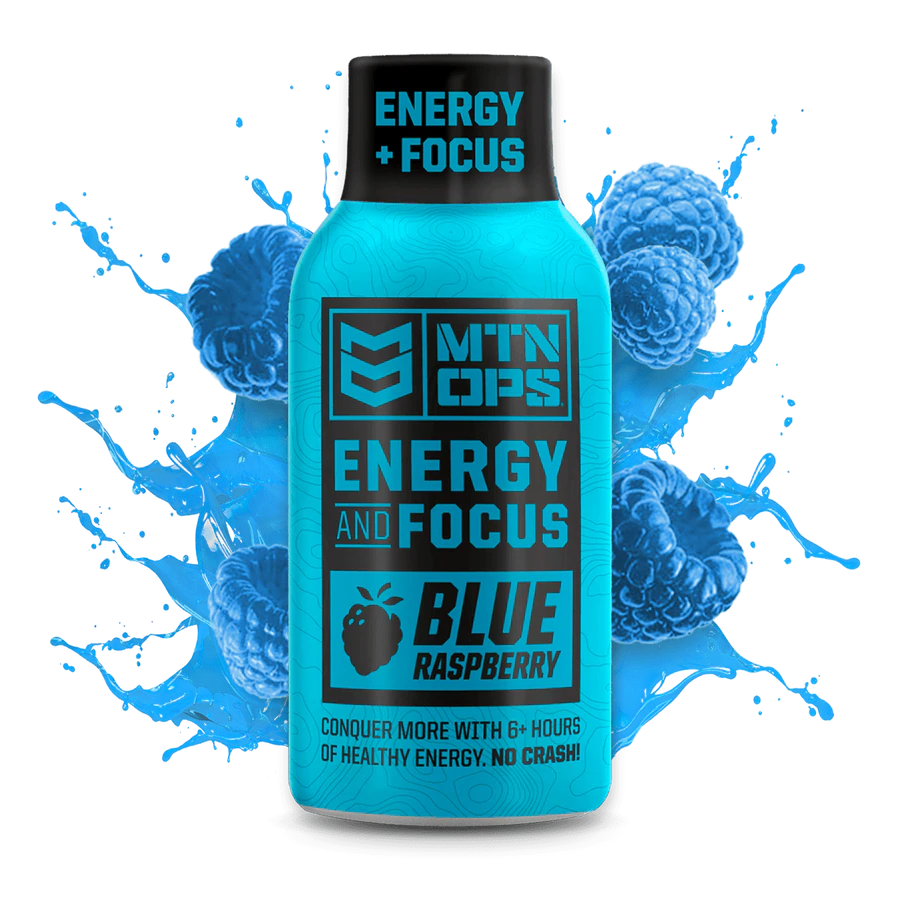 ENERGY
+ FOCUS
MTN
OPS
ENERGY
AND FOCUS
BLUE
RASPBERRY
CONQUER MORE WITH 6+ HOURS
OF HEALTHY ENERGY. NO CRASH!